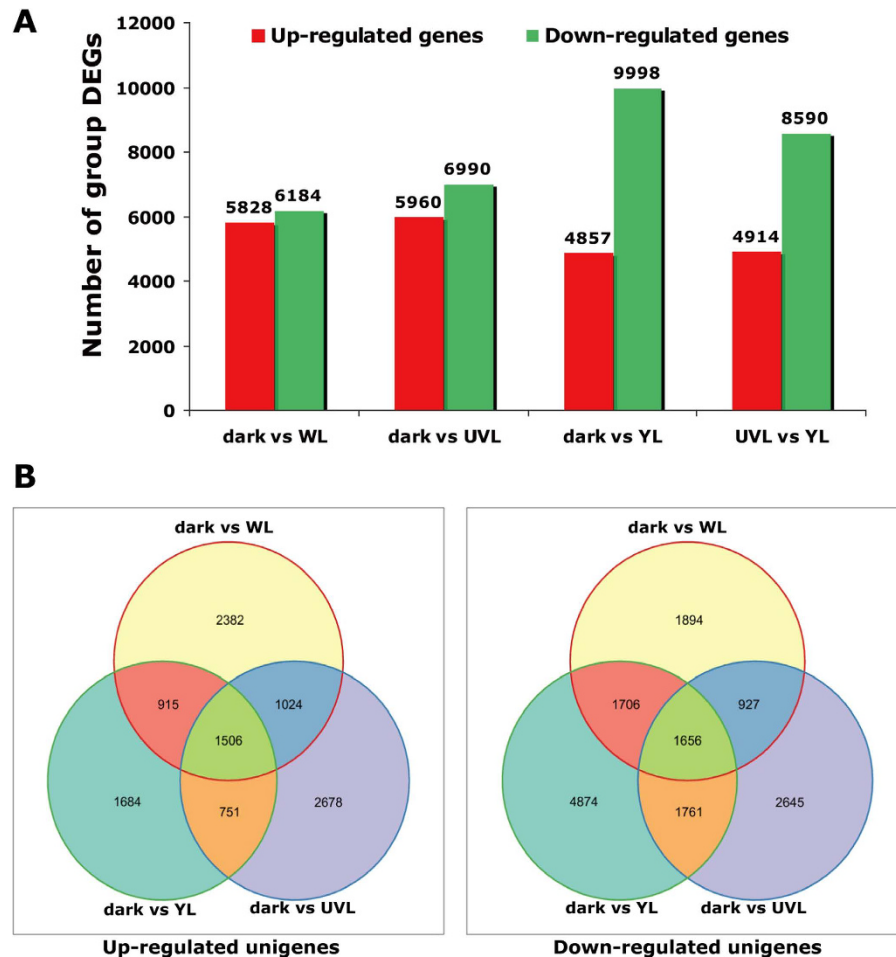 A
Number of group DEGs
12000
10000
8000
6000
4000
2000
0
Up-regulated genes Down-regulated genes
5828 6184 5960 6990 4857 9998 4914 8590
dark vs WL dark vs UVL dark vs YL UVL vs YL
B
dark vs WL
2382
915 1024
1506
1684 751 2678
dark vs YL dark vs UVL
Up-regulated unigenes
dark vs WL
1894
1706 927
1656
4874 1761 2645
dark vs YL dark vs UVL
Down-regulated unigenes